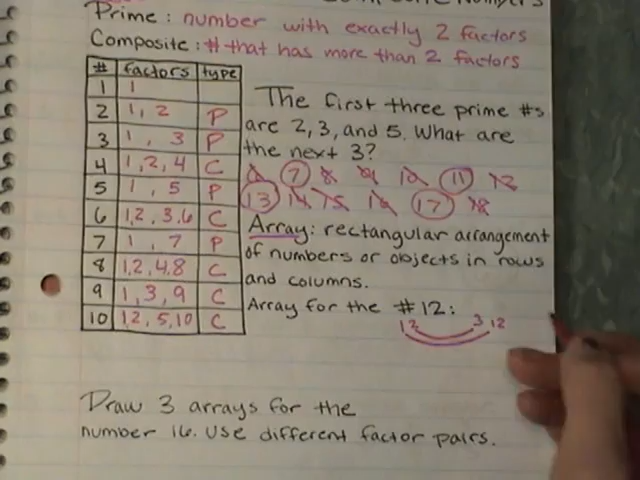 Prime: number with exactly 2 factors
Composite: # that has more than 2 factors
# factors type
1 1
2 1, 2 P
3 1, 3 P
4 1,2,4 C
5 1, 5 P
6 1,2,3,6 C
7 1, 7 P
8 1,2,4,8 C
9 1,3,9 C
10 1,2,5,10 C
The first three prime #s
are 2, 3, and 5. What are
the next 3?
7 8 11 12
13 14 15 16 17 18
Array: rectangular arrangement
of numbers or objects in rows
and columns.
Array for the #12:
1 2 3 12
Draw 3 arrays for the
number 16. Use different factor pairs.